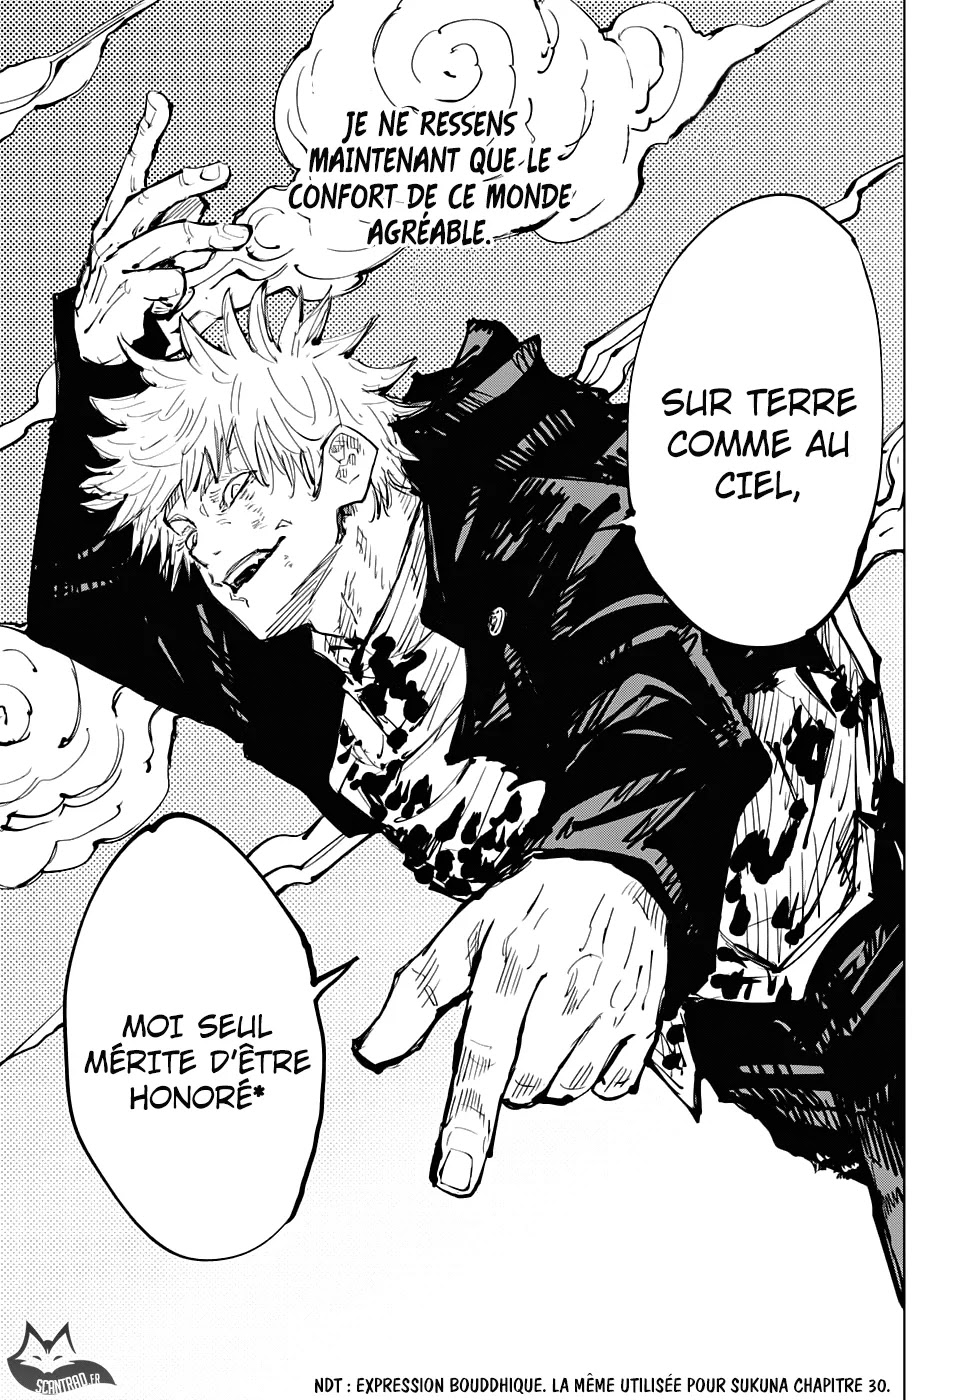 JE NE RESSENS
MAINTENANT QUE LE
CONFORT DE CE MONDE
AGRÉABLE.
SUR TERRE
COMME AU
CIEL,
MOI SEUL
MÉRITE D'ÊTRE
HONORÉ*
SCANTRAD.FR
NDT : EXPRESSION BOUDDHIQUE. LA MÊME UTILISÉE POUR SUKUNA CHAPITRE 30.